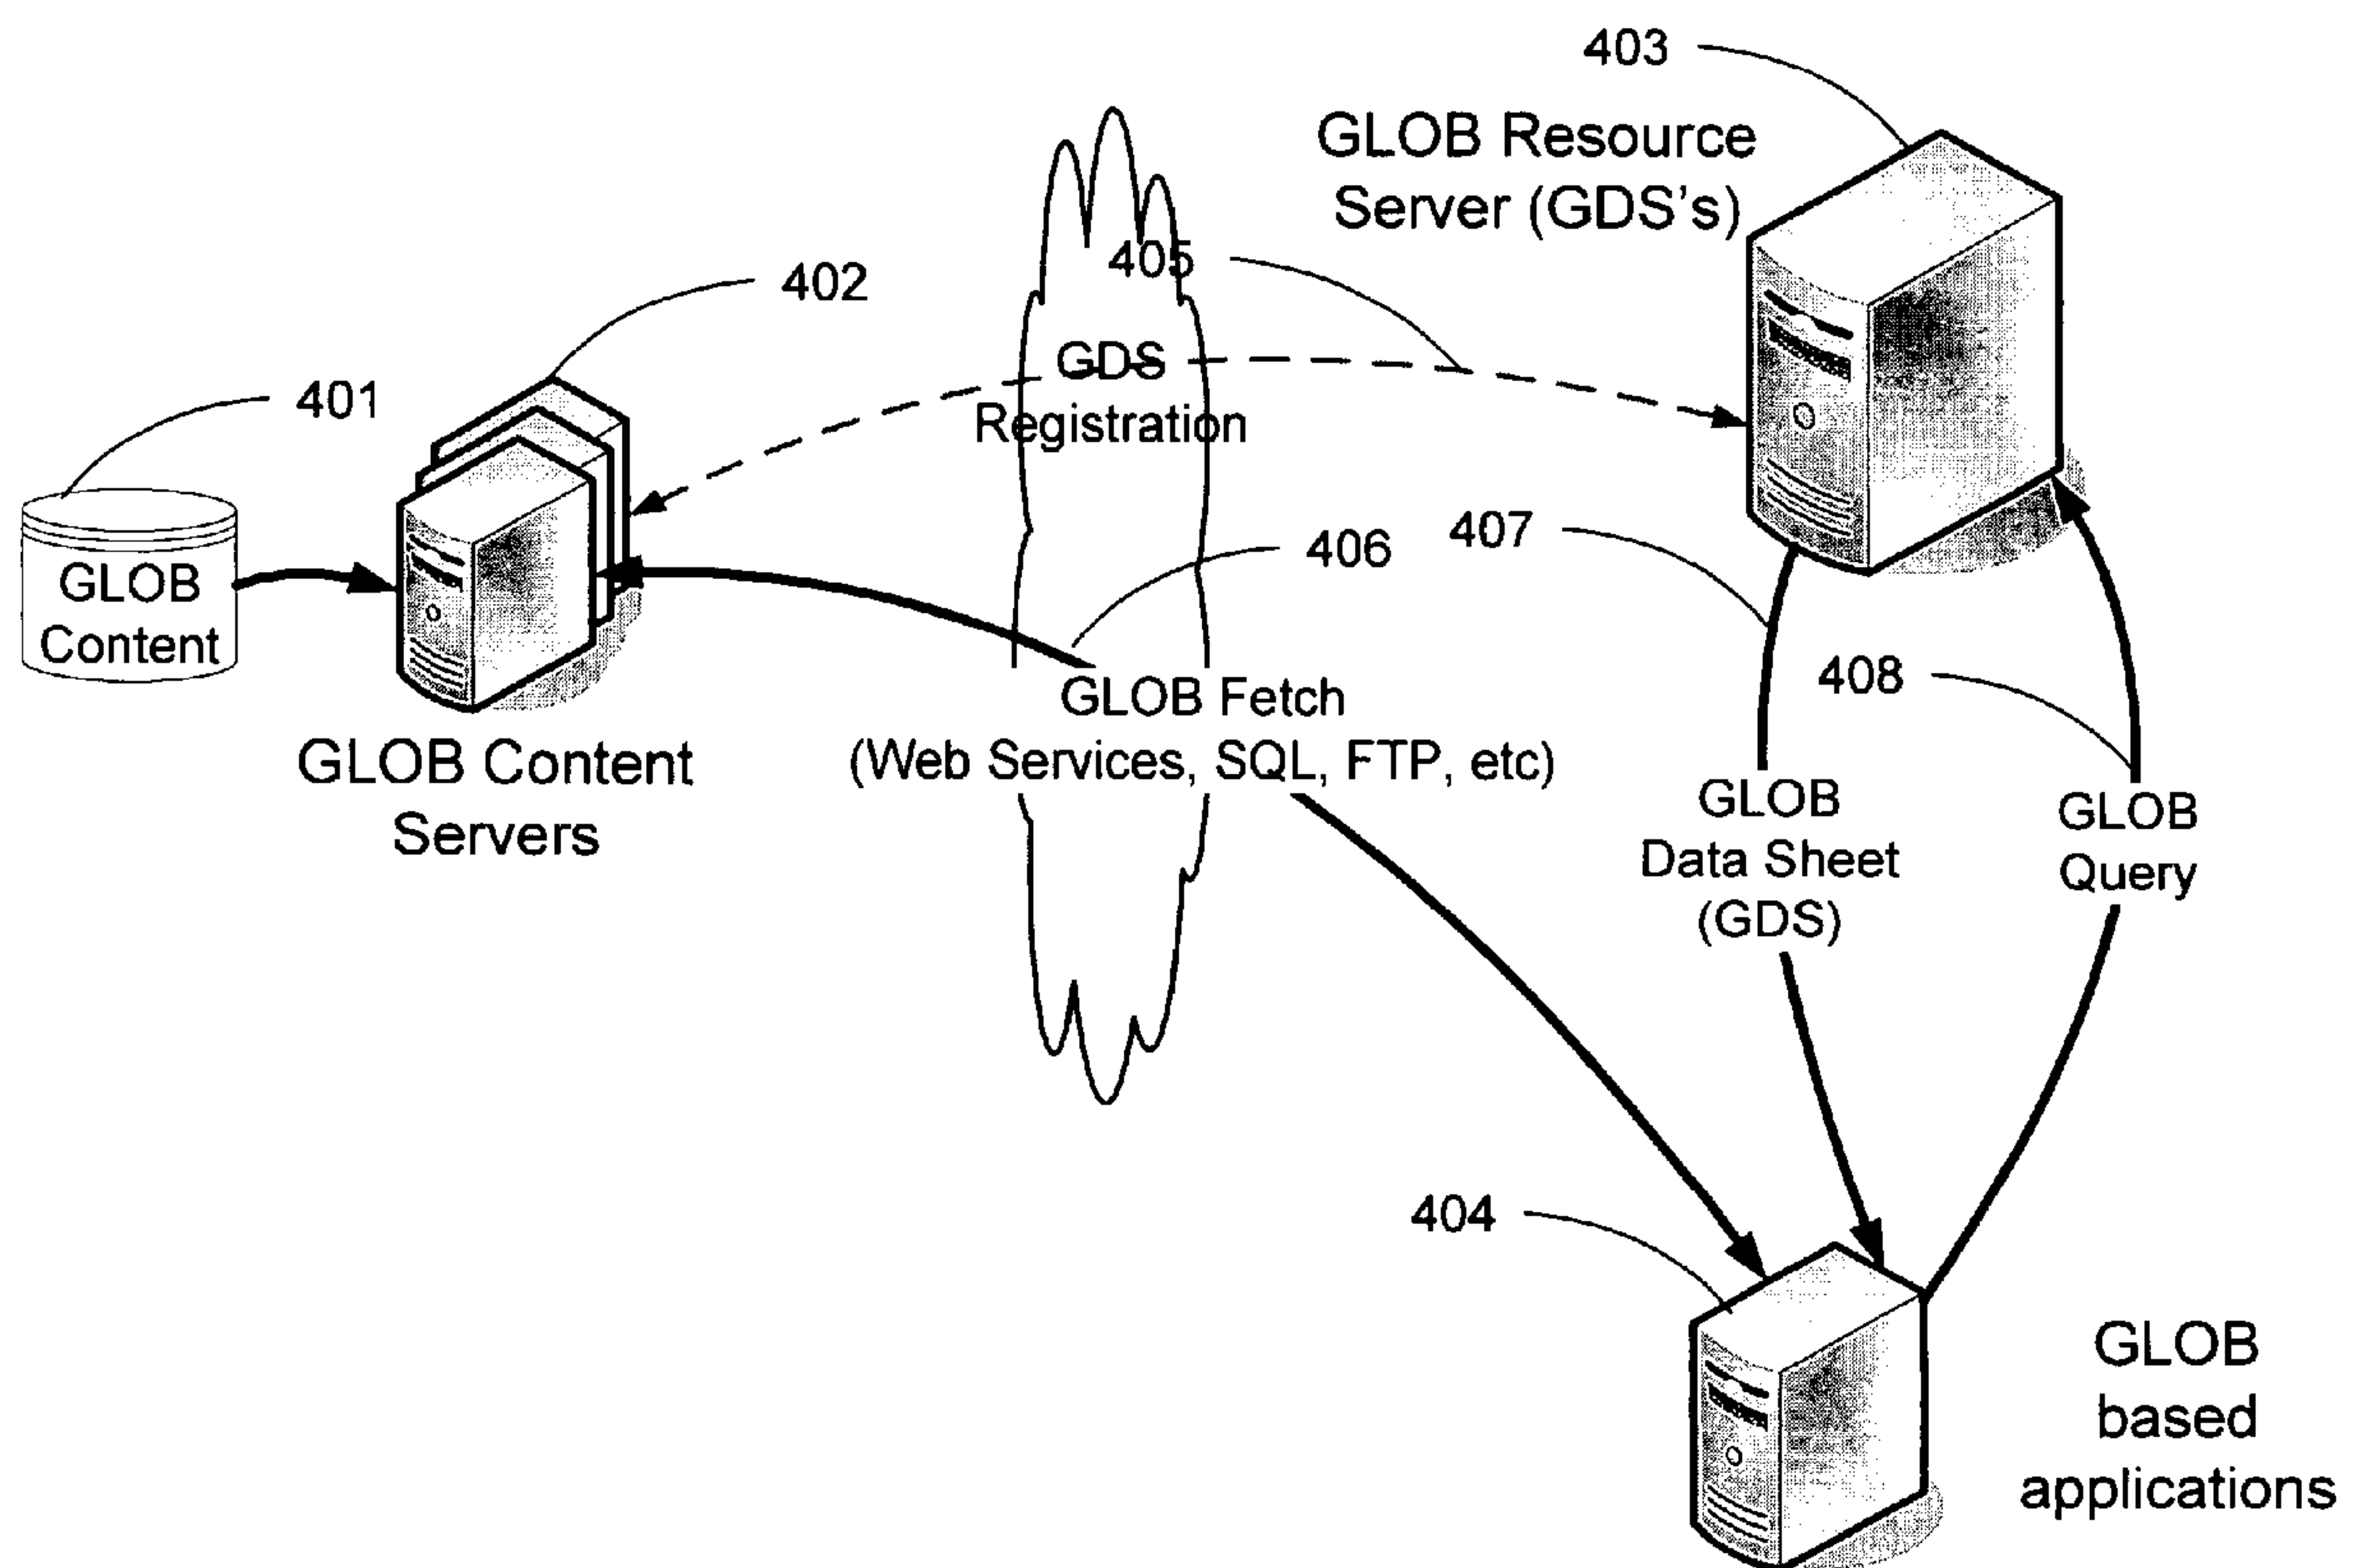 403
GLOB Resource
Server (GDS's)
405
402
GDS
Registration
401
407
406
GLOB
Content
408
GLOB Fetch
(Web Services, SQL, FTP, etc)
GLOB Content
Servers
GLOB
Data Sheet
(GDS)
GLOB
Query
404
GLOB
based
applications